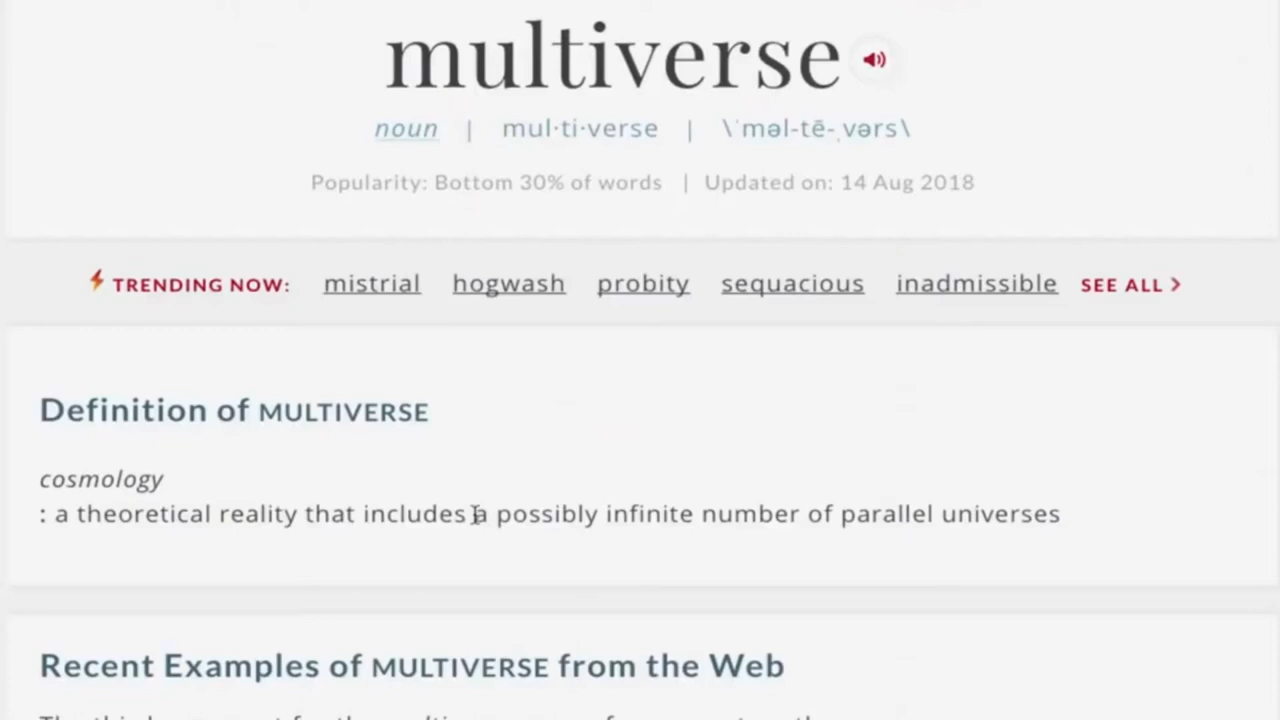 multiverse
noun | mul·ti·verse | \ˈməl-tē-ˌvərs\
Popularity: Bottom 30% of words | Updated on: 14 Aug 2018
TRENDING NOW: mistrial hogwash probity sequacious inadmissible SEE ALL >
Definition of MULTIVERSE
cosmology
: a theoretical reality that includes a possibly infinite number of parallel universes
Recent Examples of MULTIVERSE from the Web